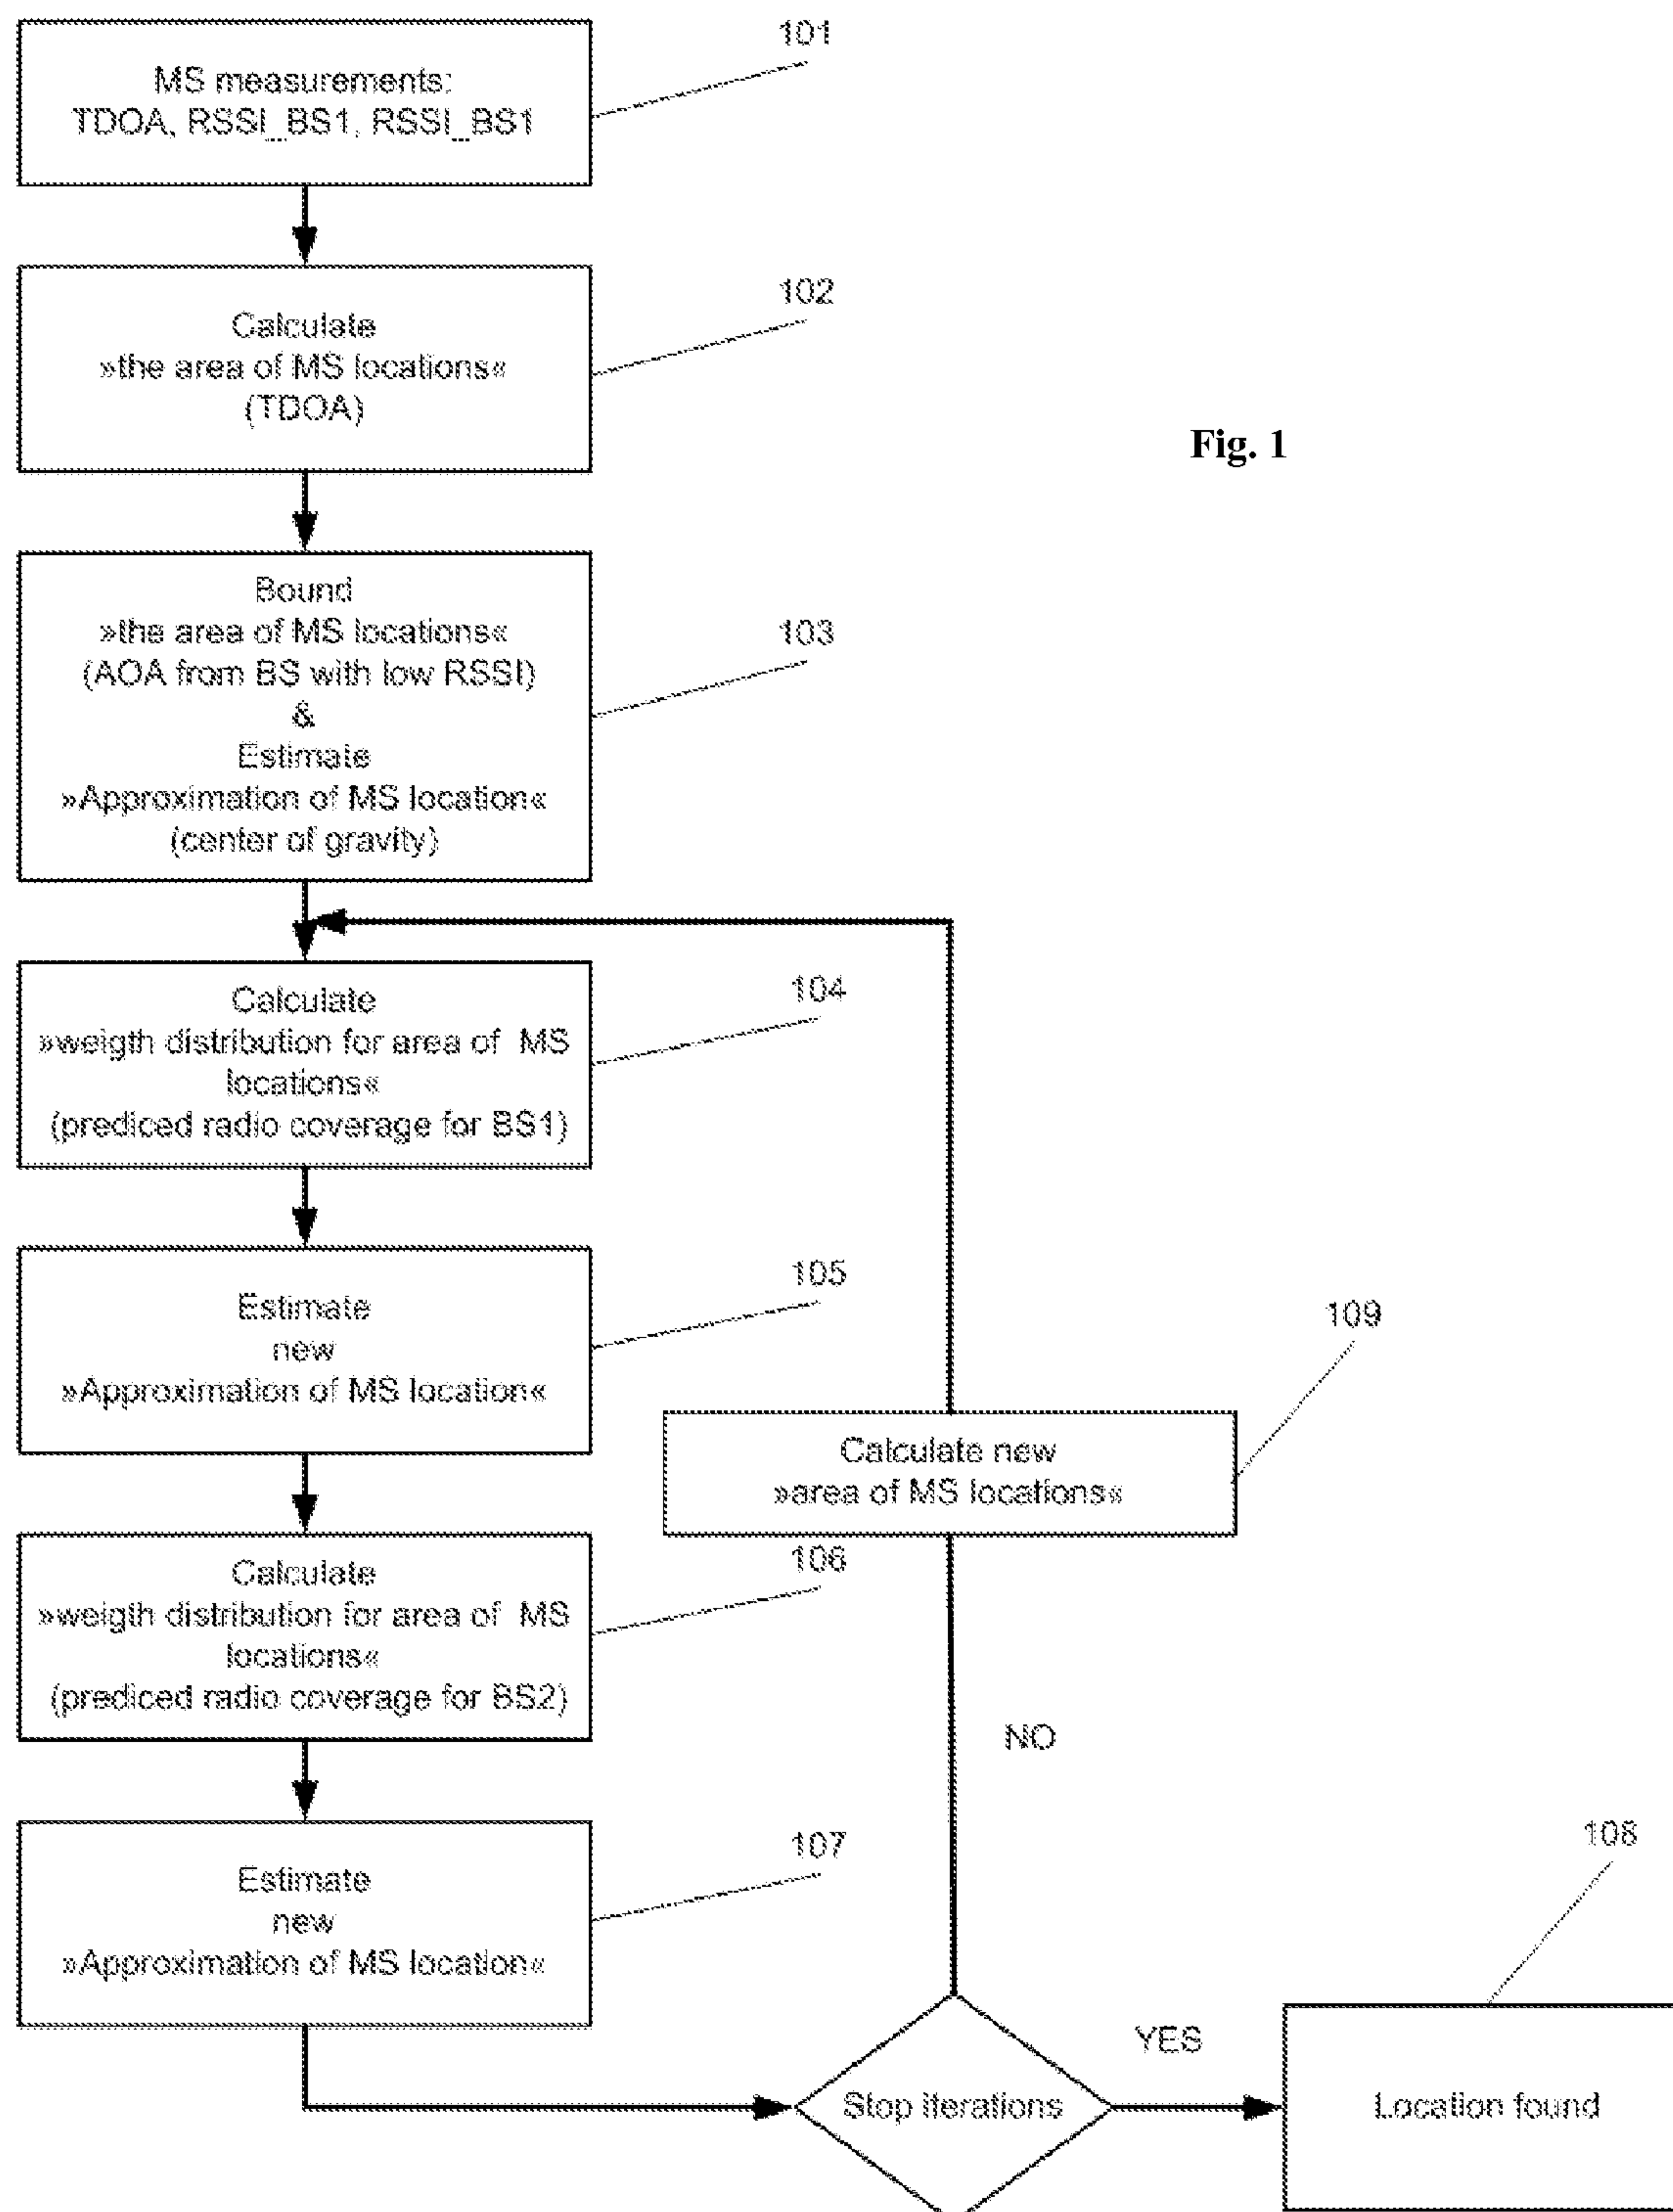 101
MS measurements:
TDOA, RSSI_BS1, RSSI_BS1
102
Calculate
»the area of MS locations«
(TDOA)
Fig. 1
103
Bound
»the area of MS locations«
(AOA from BS with low RSSI)
&
Estimate
»Approximation of MS location«
(center of gravity)
104
Calculate
»weigth distribution for area of MS
locations«
(prediced radio coverage for BS1)
105
Estimate
new
»Approximation of MS location«
109
Calculate new
»area of MS locations«
106
Calculate
»weigth distribution for area of MS
locations«
(prediced radio coverage for BS2)
NO
107
Estimate
new
»Approximation of MS location«
108
YES
Stop iterations
Location found